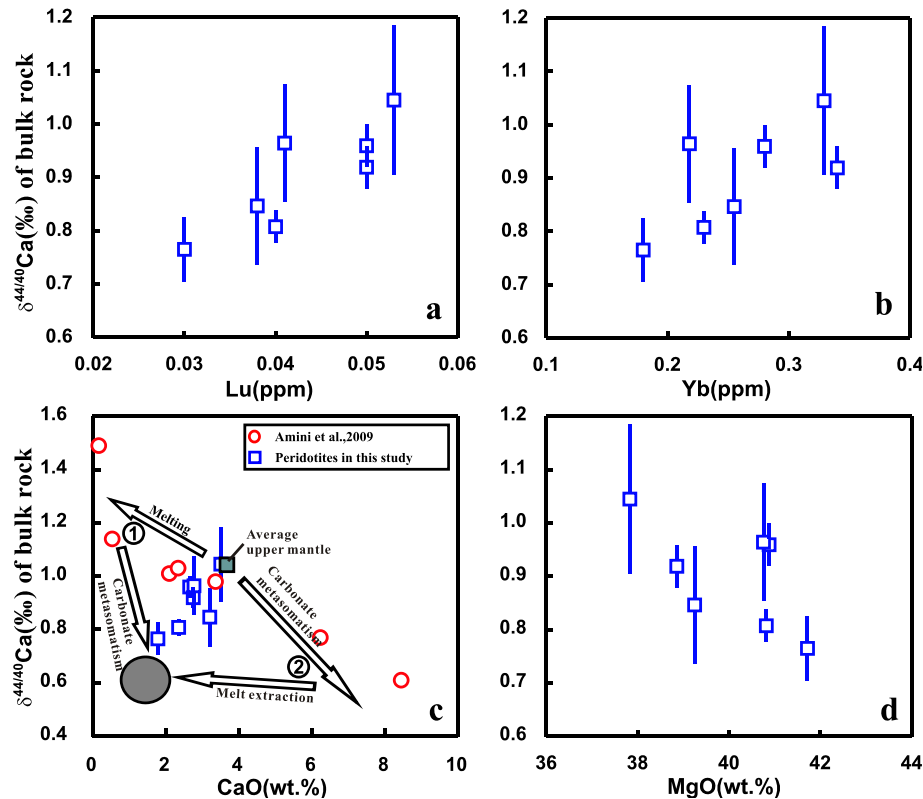 1.2
1.1
1.0
0.9
0.8
0.7
0.6
δ44/40Ca(‰) of bulk rock
0.02 0.03 0.04 0.05 0.06
Lu(ppm)
a
1.2
1.1
1.0
0.9
0.8
0.7
0.6
0.1 0.2 0.3 0.4
Yb(ppm)
b
1.6
1.4
1.2
1.0
0.8
0.6
0.4
δ44/40Ca(‰) of bulk rock
Amini et al.,2009
Peridotites in this study
Melting
1
Average
upper mantle
Carbonate
metasomatism
Carbonate
metasomatism
2
Melt extraction
0 2 4 6 8 10
CaO(wt.%)
c
1.2
1.1
1.0
0.9
0.8
0.7
0.6
36 38 40 42 44
MgO(wt.%)
d